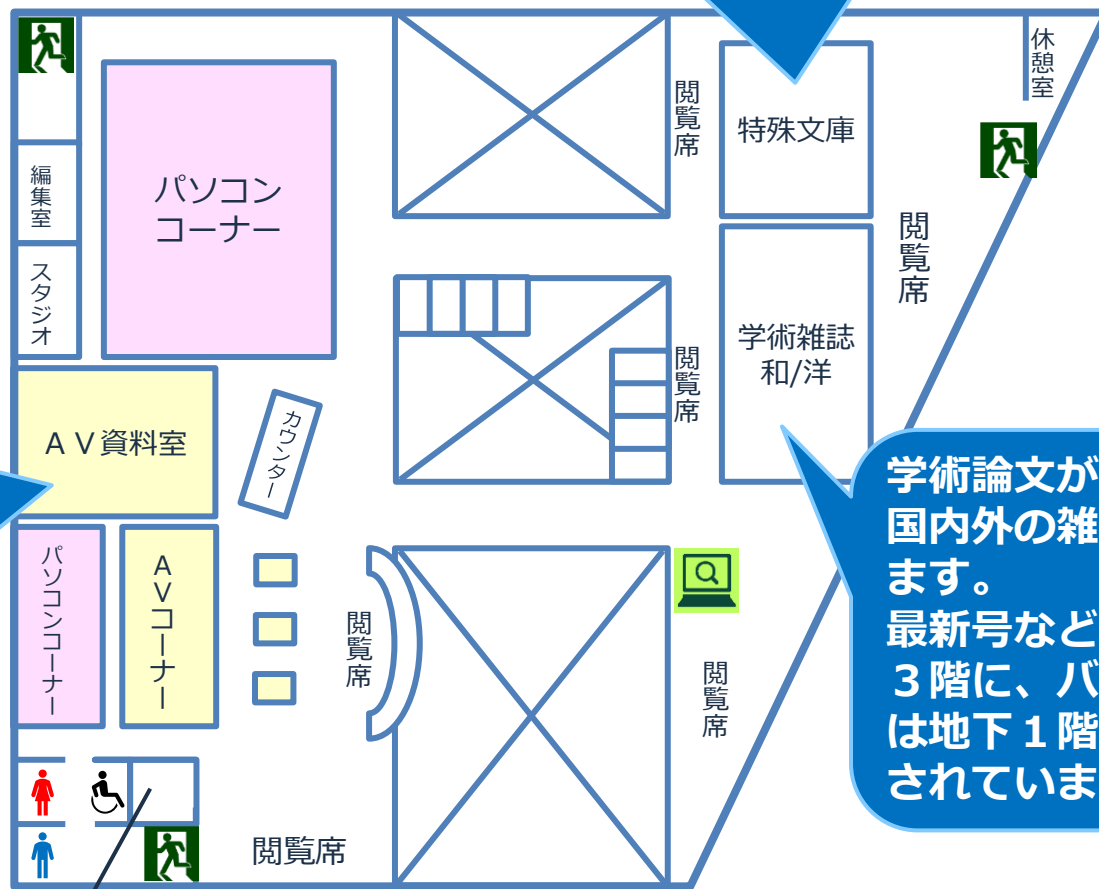 休憩室
閲覧席
特殊文庫
編集室
パソコン
コーナー
閲覧席
スタジオ
学術雑誌
和/洋
閲覧席
カウンター
ＡＶ資料室
学術論文が
国内外の雑
ます。
最新号など
３階に、バ
は地下１階
されていま
パソコンコーナー
ＡＶコーナー
閲覧席
閲覧席
閲覧席